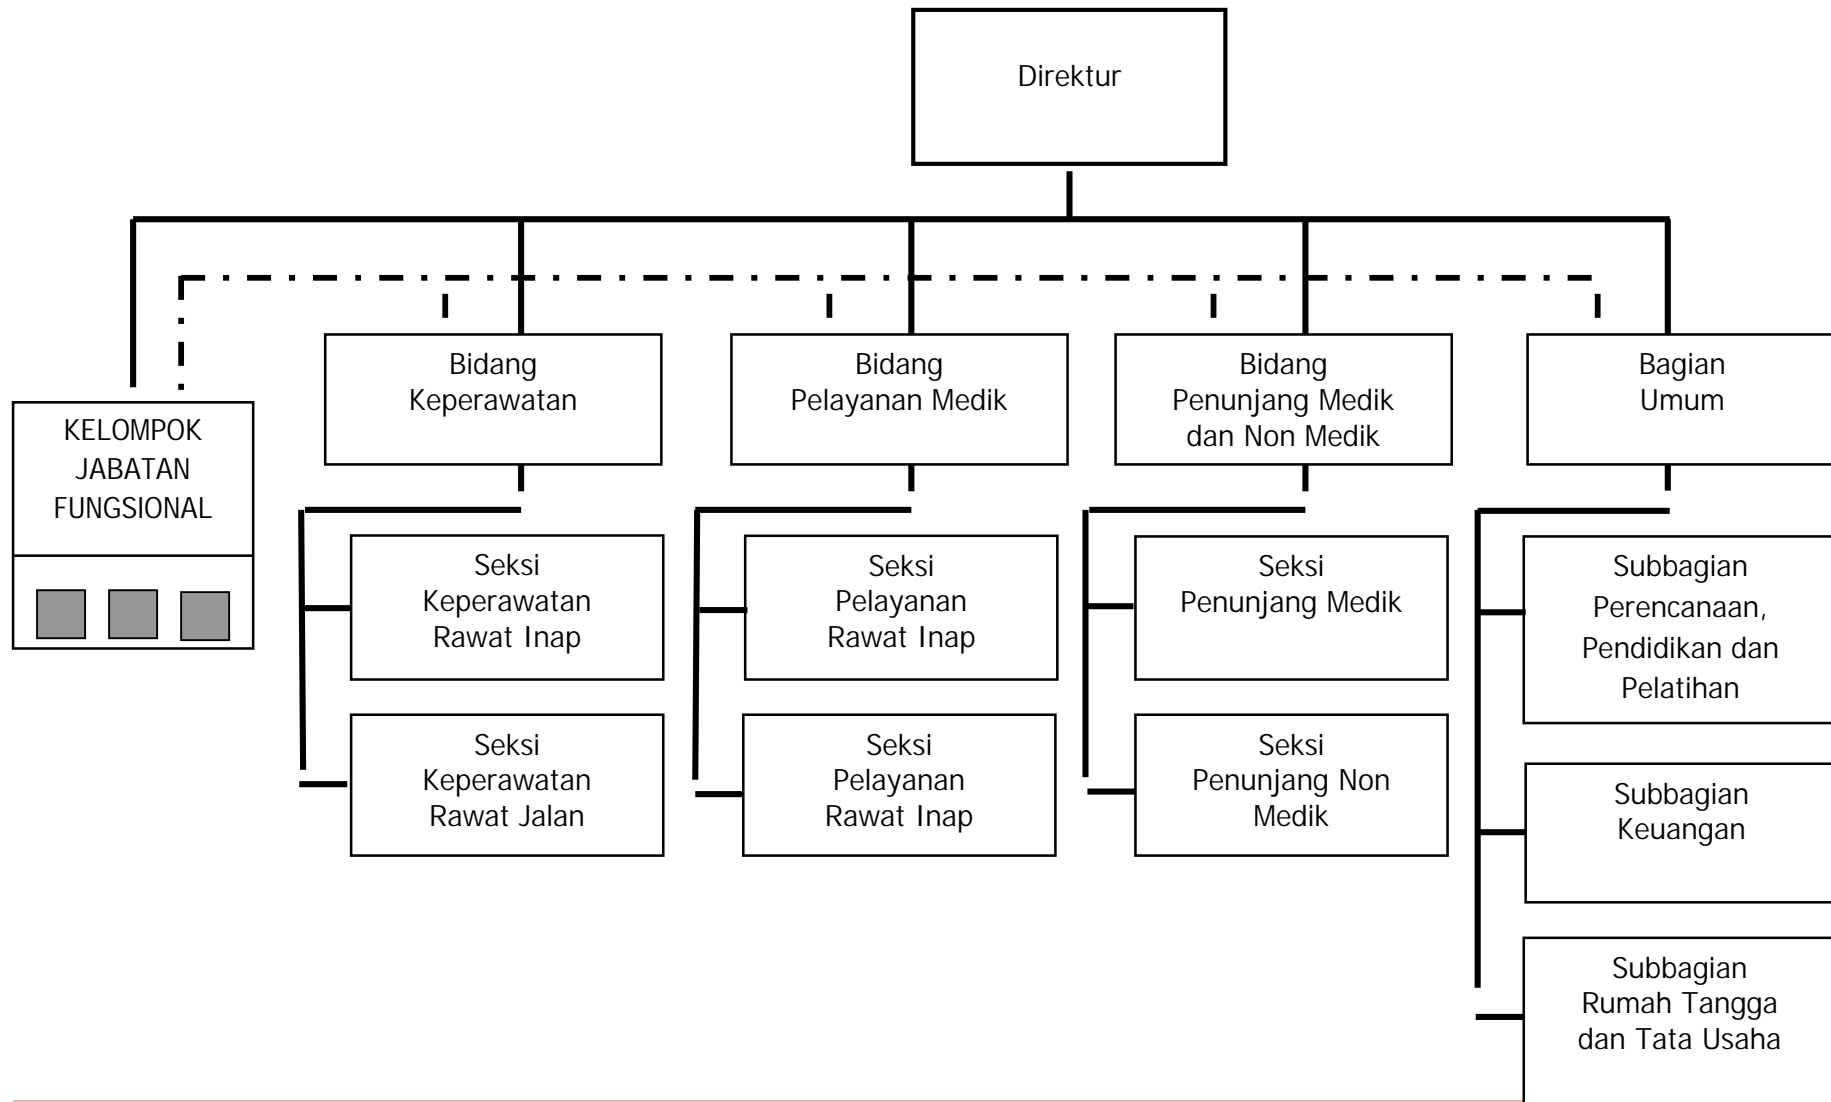 Direktur
Bidang
Keperawatan
Bidang
Pelayanan Medik
Bidang
Penunjang Medik
dan Non Medik
Bagian
Umum
KELOMPOK
JABATAN
FUNGSIONAL
Seksi
Keperawatan
Rawat Inap
Seksi
Pelayanan
Rawat Inap
Seksi
Penunjang Medik
Subbagian
Perencanaan,
Pendidikan dan
Pelatihan
Seksi
Keperawatan
Rawat Jalan
Seksi
Pelayanan
Rawat Inap
Seksi
Penunjang Non
Medik
Subbagian
Keuangan
Subbagian
Rumah Tangga
dan Tata Usaha